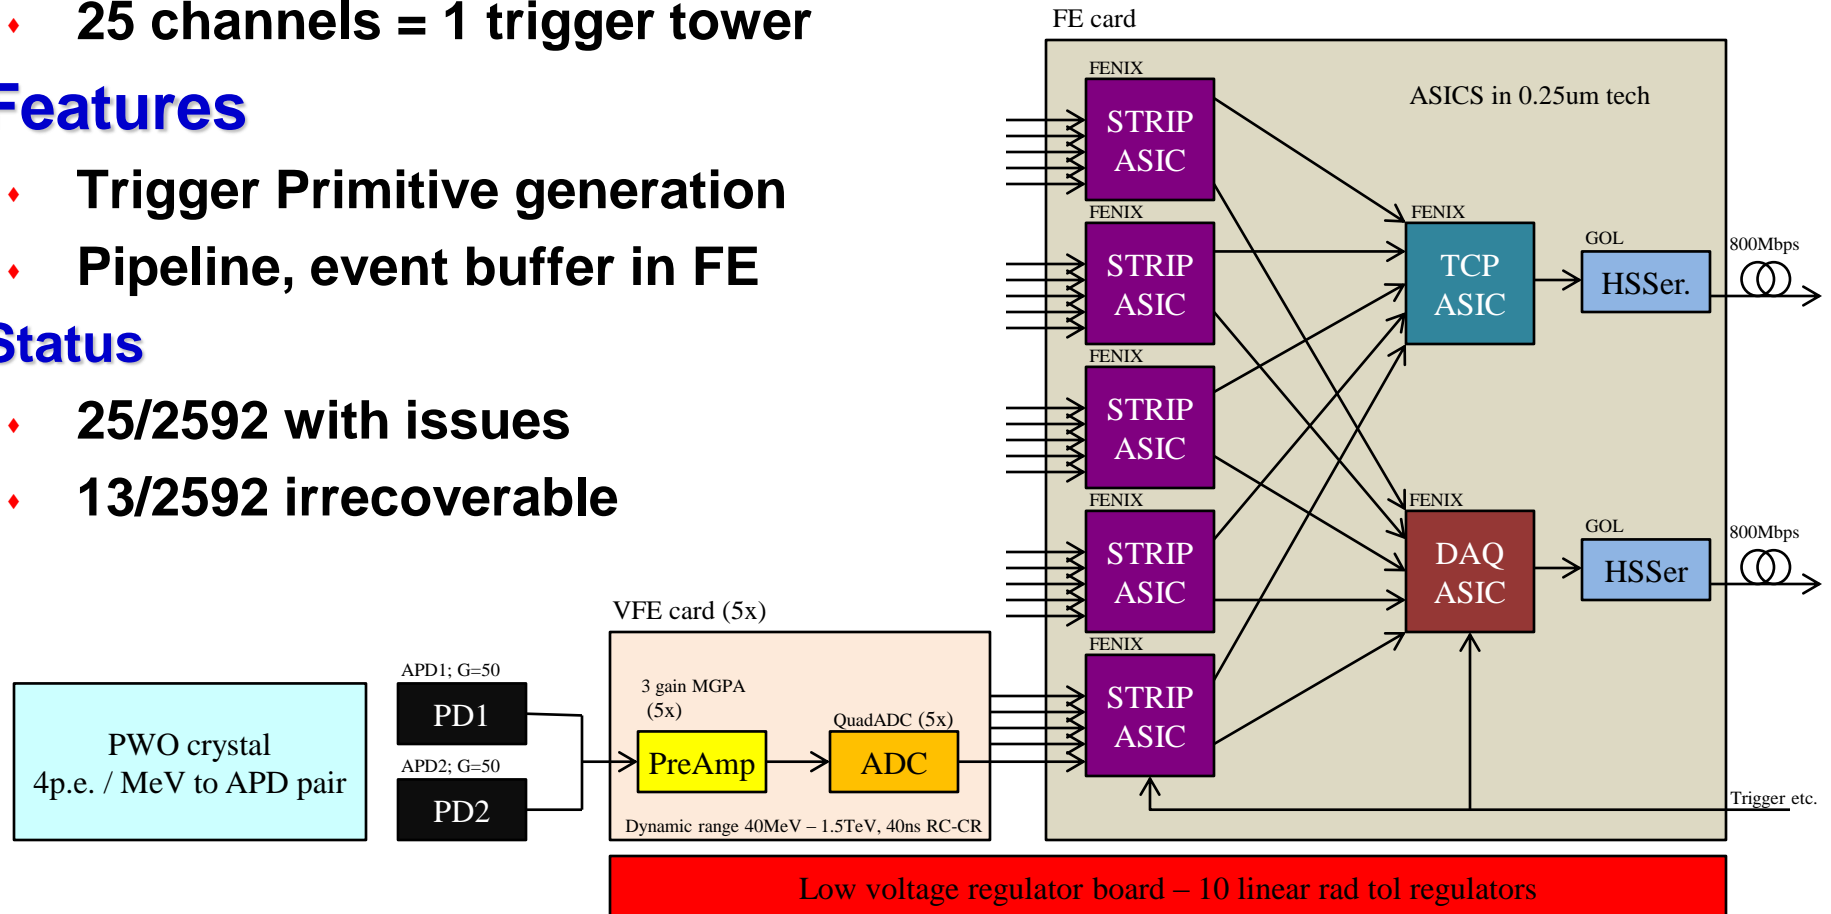 25 channels = 1 trigger tower
Features
Trigger Primitive generation
Pipeline, event buffer in FE
Status
25/2592 with issues
13/2592 irrecoverable
FE card
ASICS in 0.25um tech
FENIX
STRIP
ASIC
FENIX
STRIP
ASIC
FENIX
STRIP
ASIC
FENIX
STRIP
ASIC
FENIX
STRIP
ASIC
FENIX
TCP
ASIC
GOL
HSSer.
800Mbps
FENIX
DAQ
ASIC
GOL
HSSer
800Mbps
Trigger etc.
VFE card (5x)
3 gain MGPA
(5x)
PreAmp
QuadADC (5x)
ADC
Dynamic range 40MeV – 1.5TeV, 40ns RC-CR
APD1; G=50
PD1
APD2; G=50
PD2
PWO crystal
4p.e. / MeV to APD pair
Low voltage regulator board – 10 linear rad tol regulators